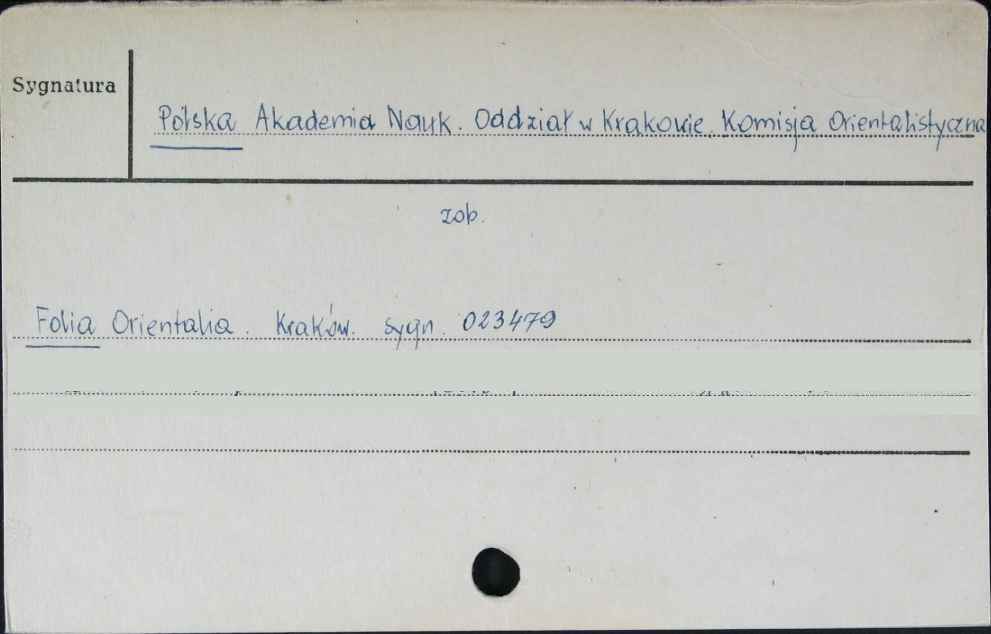 Sygnatura
Polska Akademia Nauk. Oddział w Krakowie. Komisja Orientalistyczna
zob.
Folia Orientalia. Kraków. sygn. 023479